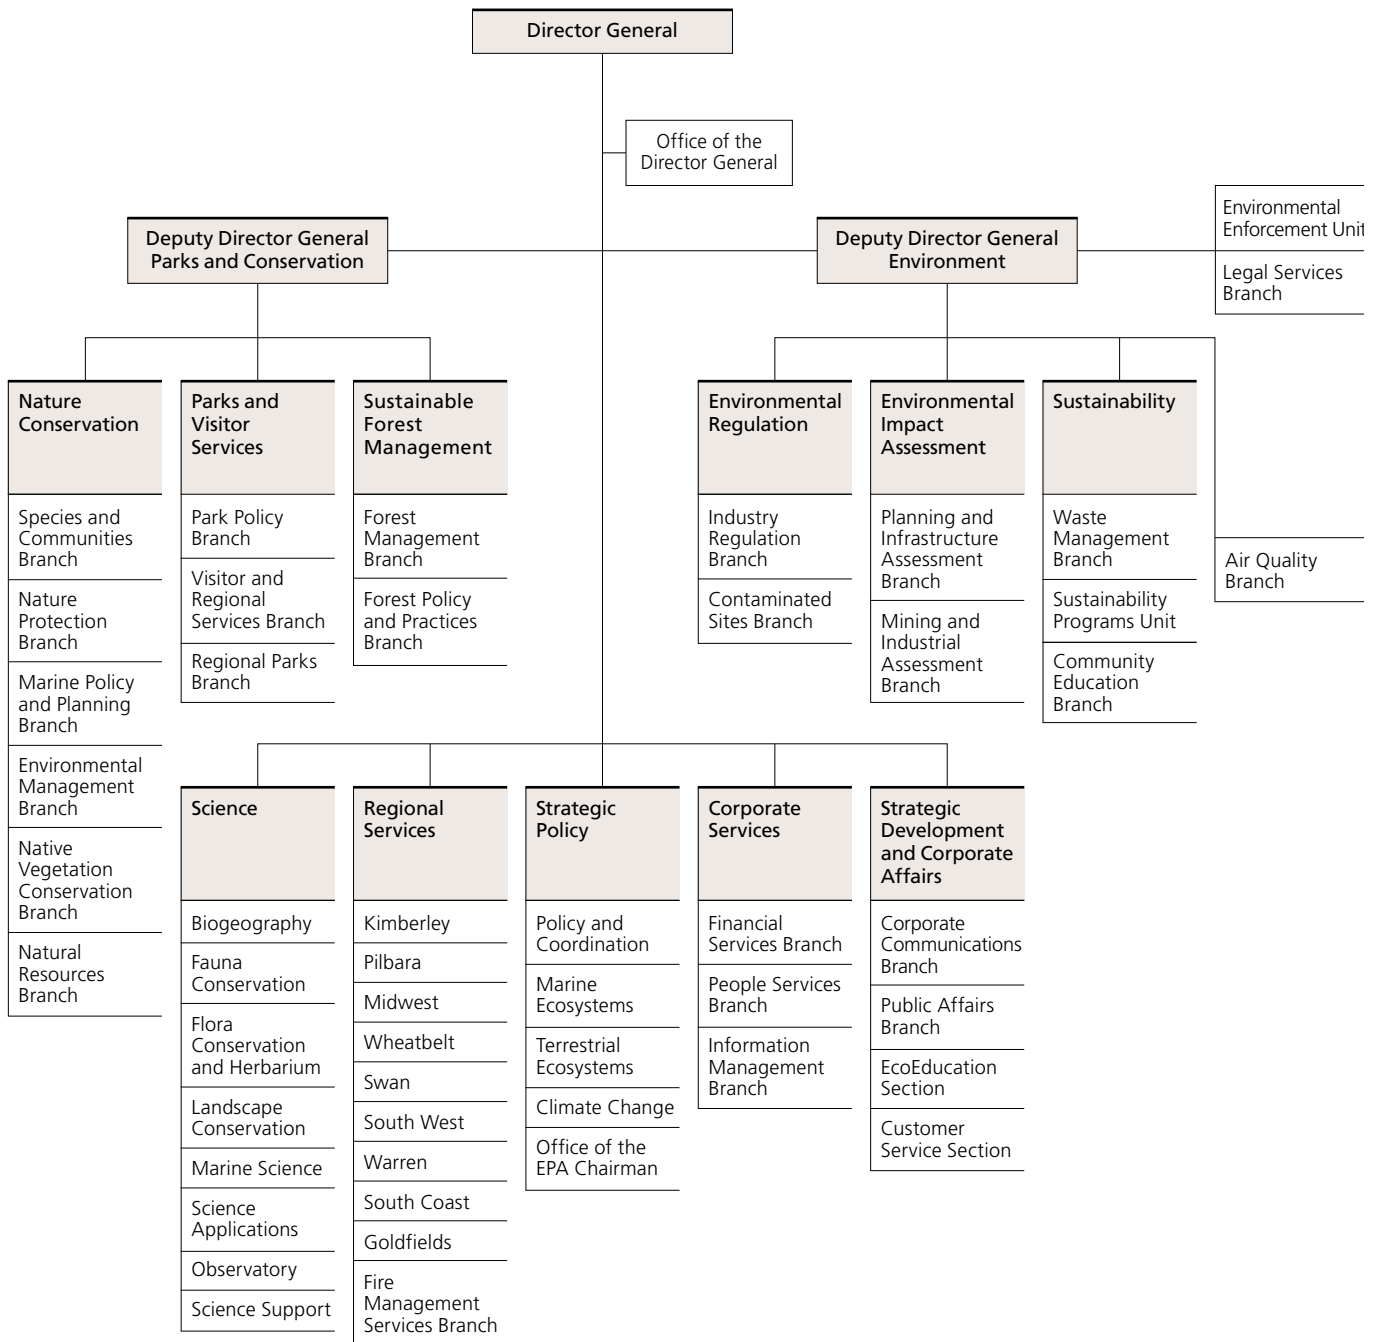 Director General
Office of the
Director General
Deputy Director General
Parks and Conservation
Deputy Director General
Environment
Environmental
Enforcement Unit
Legal Services
Branch
Nature
Conservation
Species and
Communities
Branch
Nature
Protection
Branch
Marine Policy
and Planning
Branch
Environmental
Management
Branch
Native
Vegetation
Conservation
Branch
Natural
Resources
Branch
Parks and
Visitor
Services
Park Policy
Branch
Visitor and
Regional
Services Branch
Regional Parks
Branch
Sustainable
Forest
Management
Forest
Management
Branch
Forest Policy
and Practices
Branch
Environmental
Regulation
Industry
Regulation
Branch
Contaminated
Sites Branch
Environmental
Impact
Assessment
Planning and
Infrastructure
Assessment
Branch
Mining and
Industrial
Assessment
Branch
Sustainability
Waste
Management
Branch
Sustainability
Programs Unit
Community
Education
Branch
Air Quality
Branch
Science
Biogeography
Fauna
Conservation
Flora
Conservation
and Herbarium
Landscape
Conservation
Marine Science
Science
Applications
Observatory
Science Support
Regional
Services
Kimberley
Pilbara
Midwest
Wheatbelt
Swan
South West
Warren
South Coast
Goldfields
Fire
Management
Services Branch
Strategic
Policy
Policy and
Coordination
Marine
Ecosystems
Terrestrial
Ecosystems
Climate Change
Office of the
EPA Chairman
Corporate
Services
Financial
Services Branch
People Services
Branch
Information
Management
Branch
Strategic
Development
and Corporate
Affairs
Corporate
Communications
Branch
Public Affairs
Branch
EcoEducation
Section
Customer
Service Section